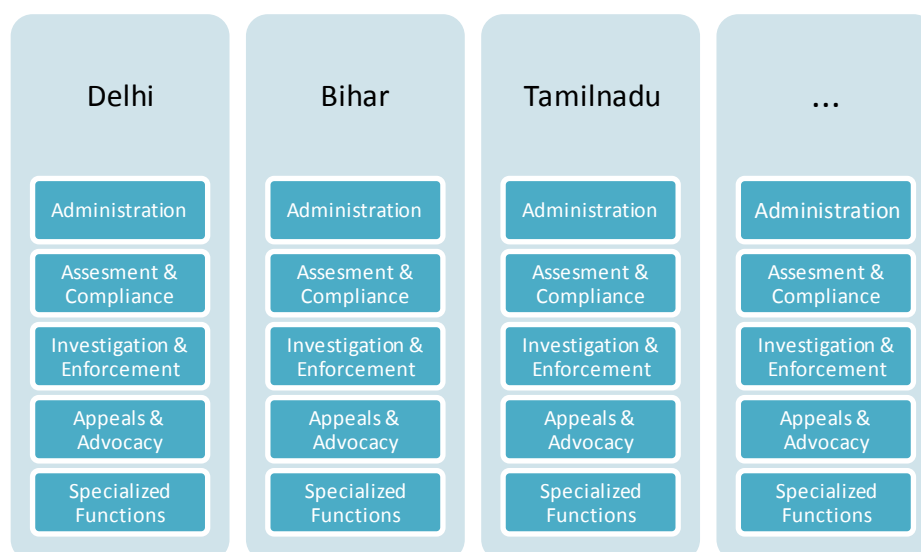 Delhi
Administration
Assesment &
Compliance
Investigation &
Enforcement
Appeals &
Advocacy
Specialized
Functions
Bihar
Administration
Assesment &
Compliance
Investigation &
Enforcement
Appeals &
Advocacy
Specialized
Functions
Tamilnadu
Administration
Assesment &
Compliance
Investigation &
Enforcement
Appeals &
Advocacy
Specialized
Functions
...
Administration
Assesment &
Compliance
Investigation &
Enforcement
Appeals &
Advocacy
Specialized
Functions